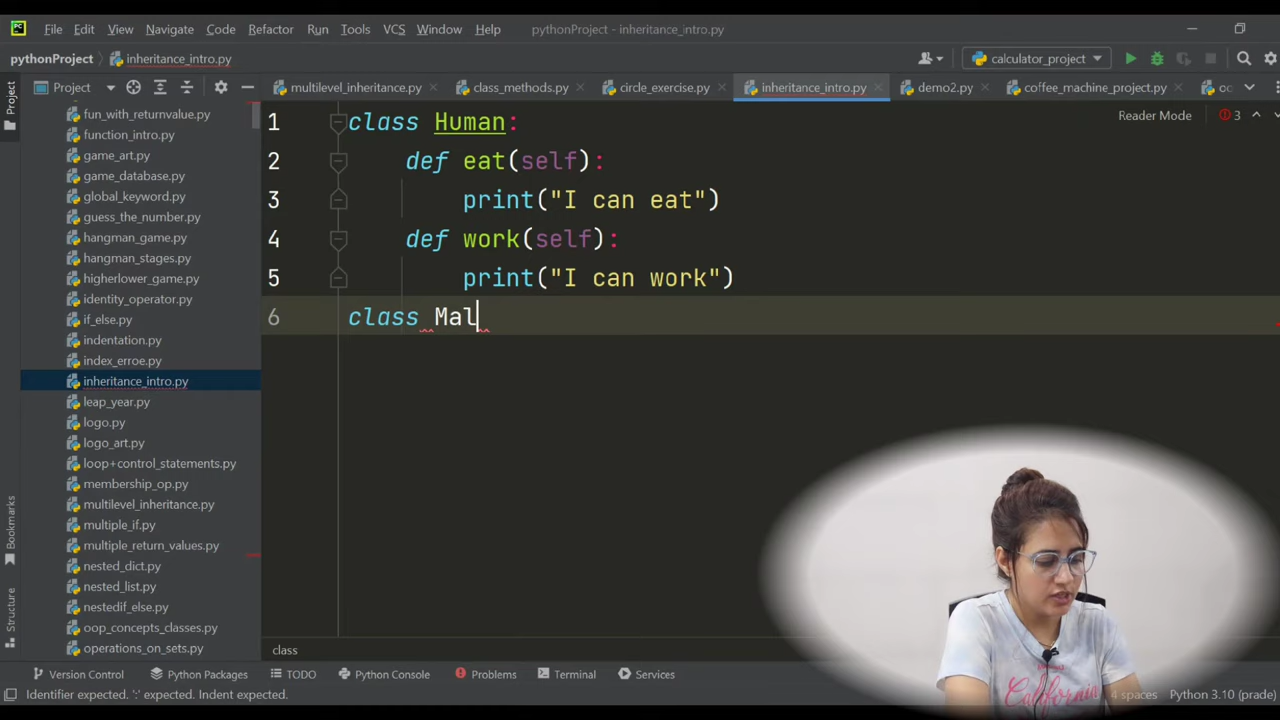 PC File Edit View Navigate Code Refactor Run Tools VCS Window Help pythonProject - inheritance_intro.py
pythonProject inheritance_intro.py calculator_project
Project multilevel_inheritance.py class_methods.py circle_exercise.py inheritance_intro.py demo2.py coffee_machine_project.py
Project
Reader Mode 3
fun_with_returnvalue.py
function_intro.py
game_art.py
game_database.py
global_keyword.py
guess_the_number.py
hangman_game.py
hangman_stages.py
higherlower_game.py
identity_operator.py
if_else.py
indentation.py
index_erroe.py
inheritance_intro.py
leap_year.py
logo.py
logo_art.py
loop+control_statements.py
membership_op.py
multilevel_inheritance.py
multiple_if.py
multiple_return_values.py
nested_dict.py
nested_list.py
nestedif_else.py
oop_concepts_classes.py
operations_on_sets.py
1 class Human:
2 def eat(self):
3 print("I can eat")
4 def work(self):
5 print("I can work")
6 class Mal
Bookmarks
Structure
California
class
Version Control Python Packages TODO Python Console Problems Terminal Services
Identifier expected. ':' expected. Indent expected. 4 spaces Python 3.10 (prade)